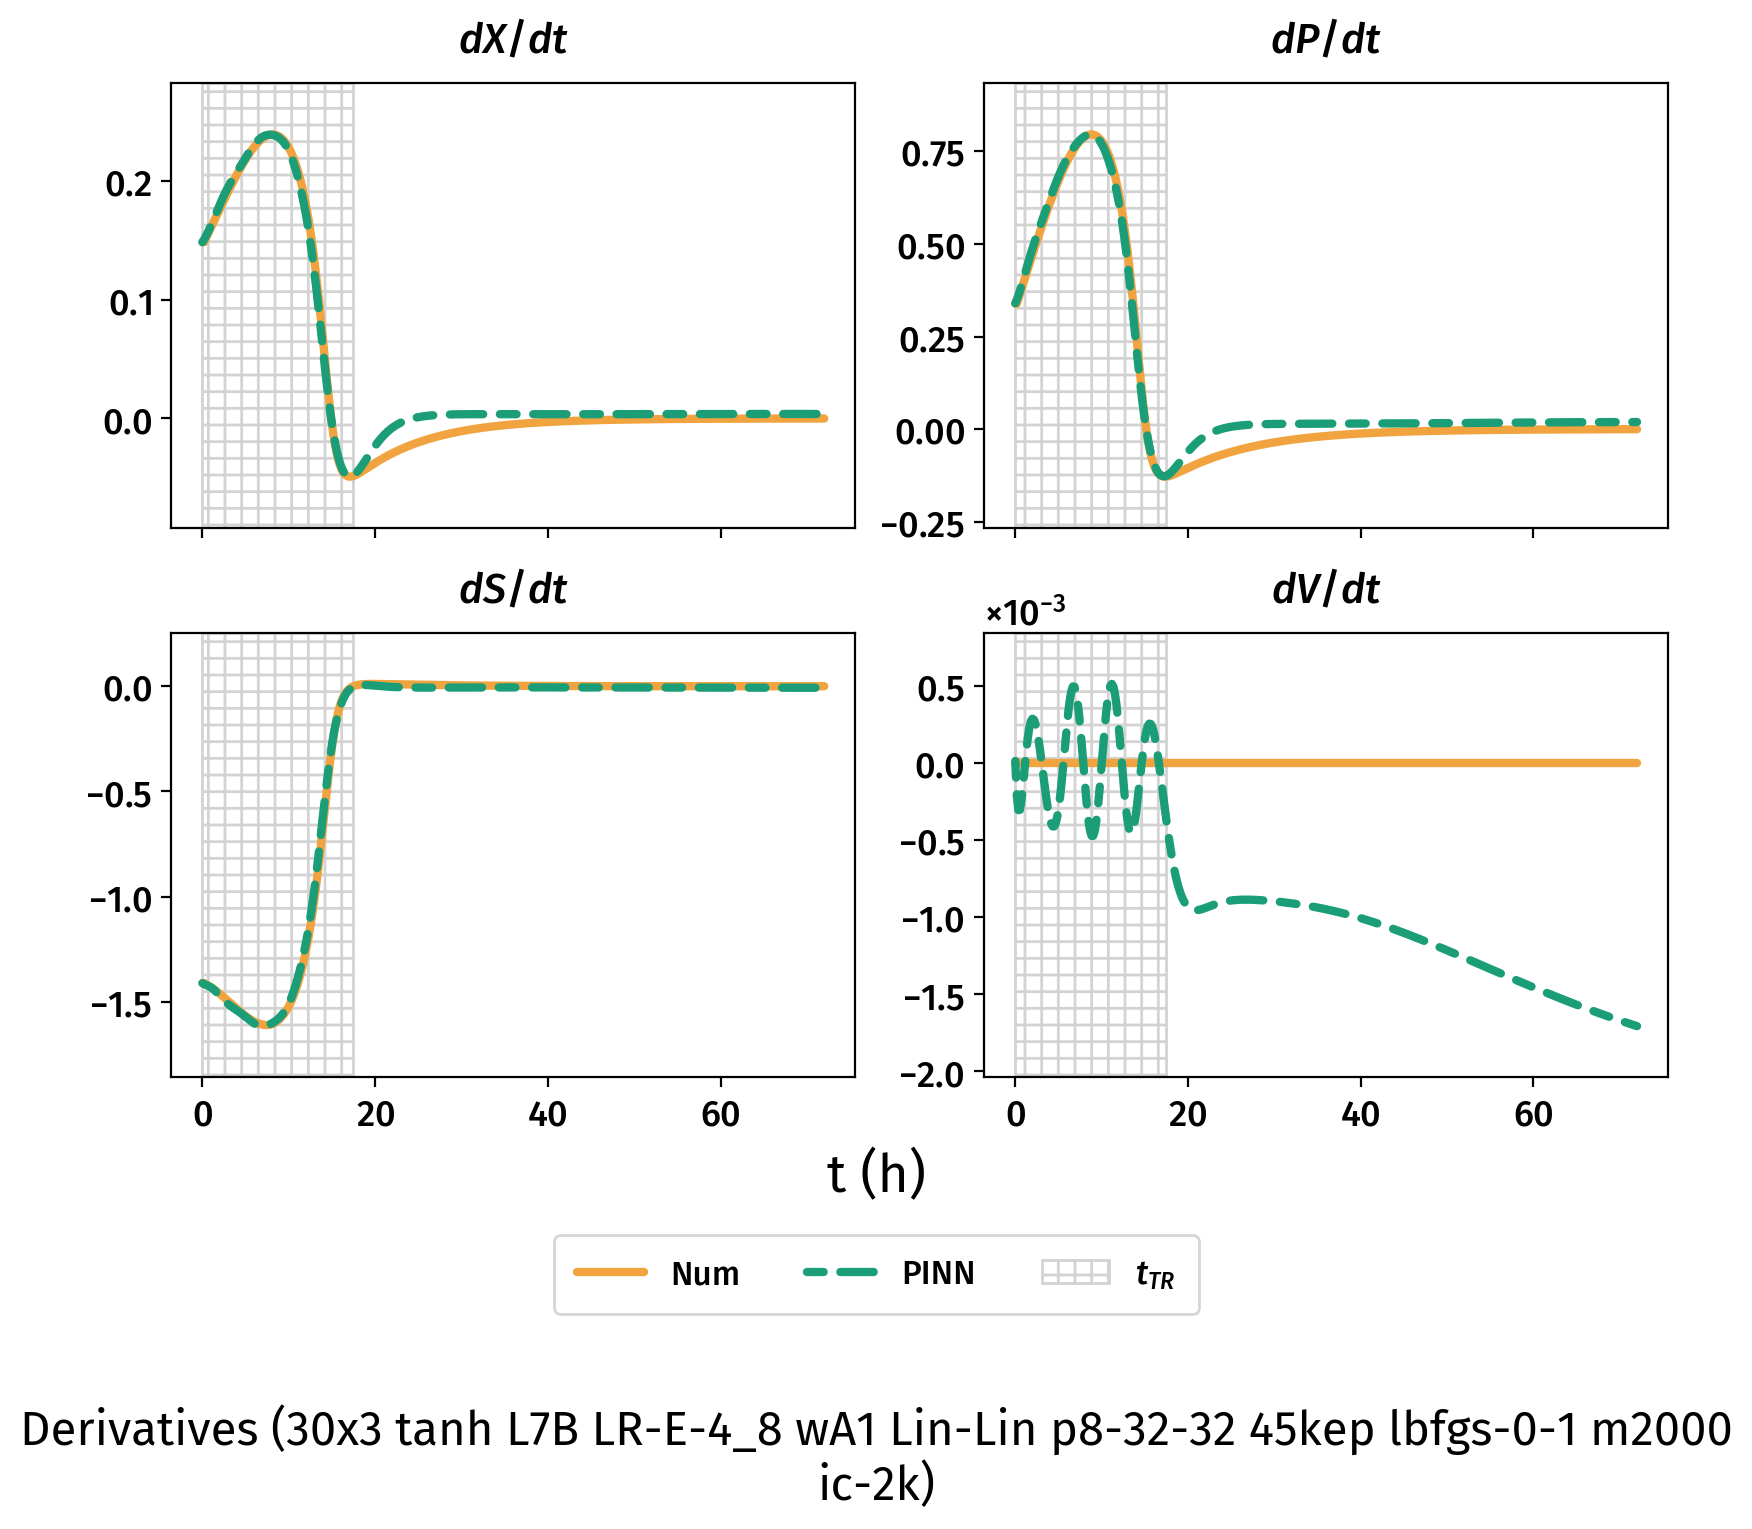 dX/dt
dP/dt
0.2
0.1
0.0
0.75
0.50
0.25
0.00
−0.25
dS/dt
dV/dt
×10⁻³
0.0
−0.5
−1.0
−1.5
0.5
0.0
−0.5
−1.0
−1.5
−2.0
0 20 40 60
0 20 40 60
t (h)
Num PINN t_TR
Derivatives (30x3 tanh L7B LR-E-4_8 wA1 Lin-Lin p8-32-32 45kep lbfgs-0-1 m2000
ic-2k)